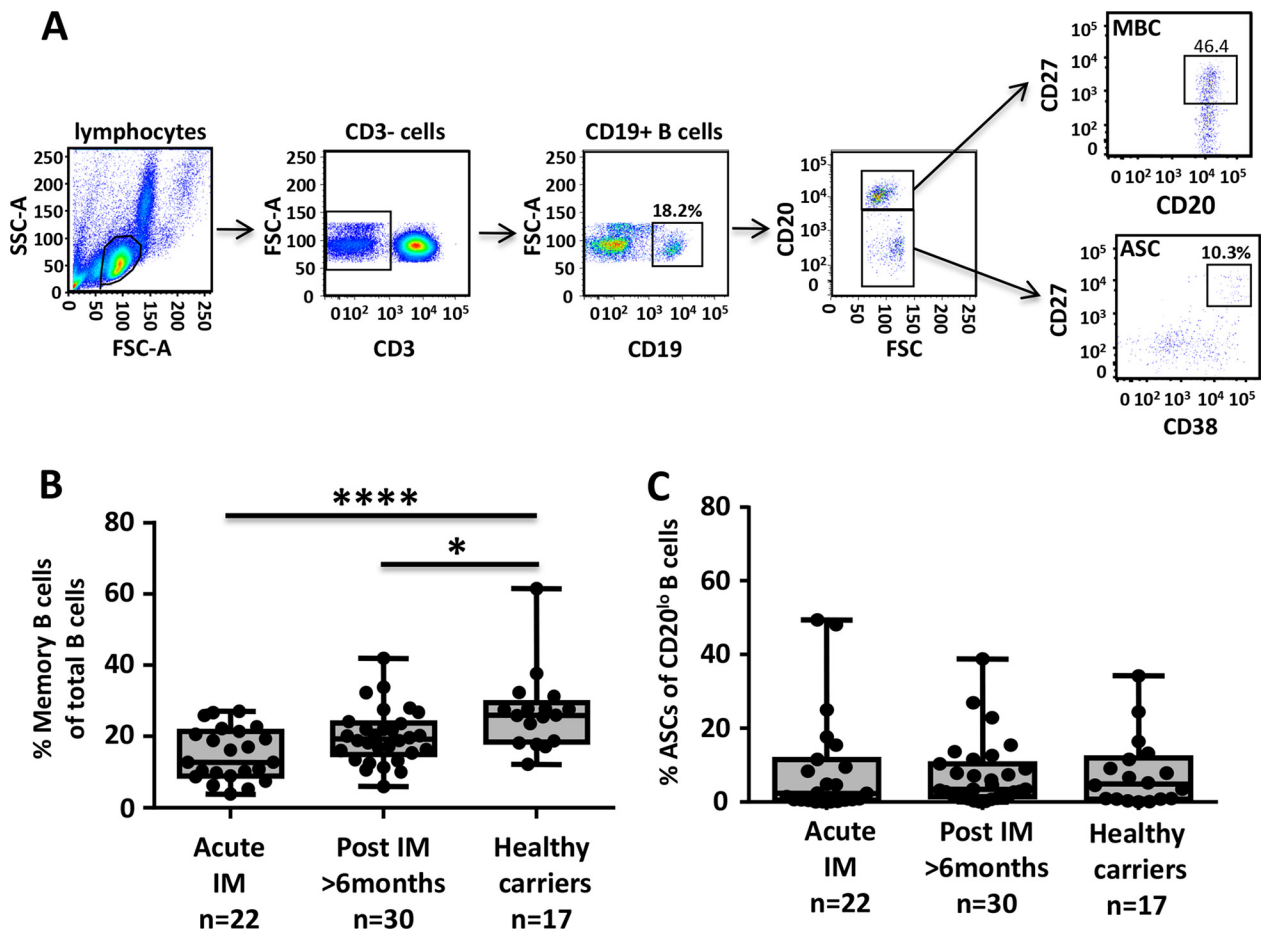 A
lymphocytes
SSC-A
250
200
150
100
50
0
0 50 100 150 200 250
FSC-A
CD3- cells
FSC-A
250
200
150
100
50
0
0 10² 10³ 10⁴ 10⁵
CD3
CD19+ B cells
FSC-A
250
200
150
100
50
0
18.2%
0 10² 10³ 10⁴ 10⁵
CD19
CD20
10⁵
10⁴
10³
10²
0
0 50 100 150 200 250
FSC
MBC
46.4
CD27
10⁵
10⁴
10³
10²
0
0 10² 10³ 10⁴ 10⁵
CD20
ASC
10.3%
CD27
10⁵
10⁴
10³
10²
0
0 10² 10³ 10⁴ 10⁵
CD38
B
% Memory B cells
of total B cells
80
60
40
20
0
****
*
Acute
IM
n=22
Post IM
>6months
n=30
Healthy
carriers
n=17
C
% ASCs of CD20ˡᵒ B cells
80
60
40
20
0
Acute
IM
n=22
Post IM
>6months
n=30
Healthy
carriers
n=17